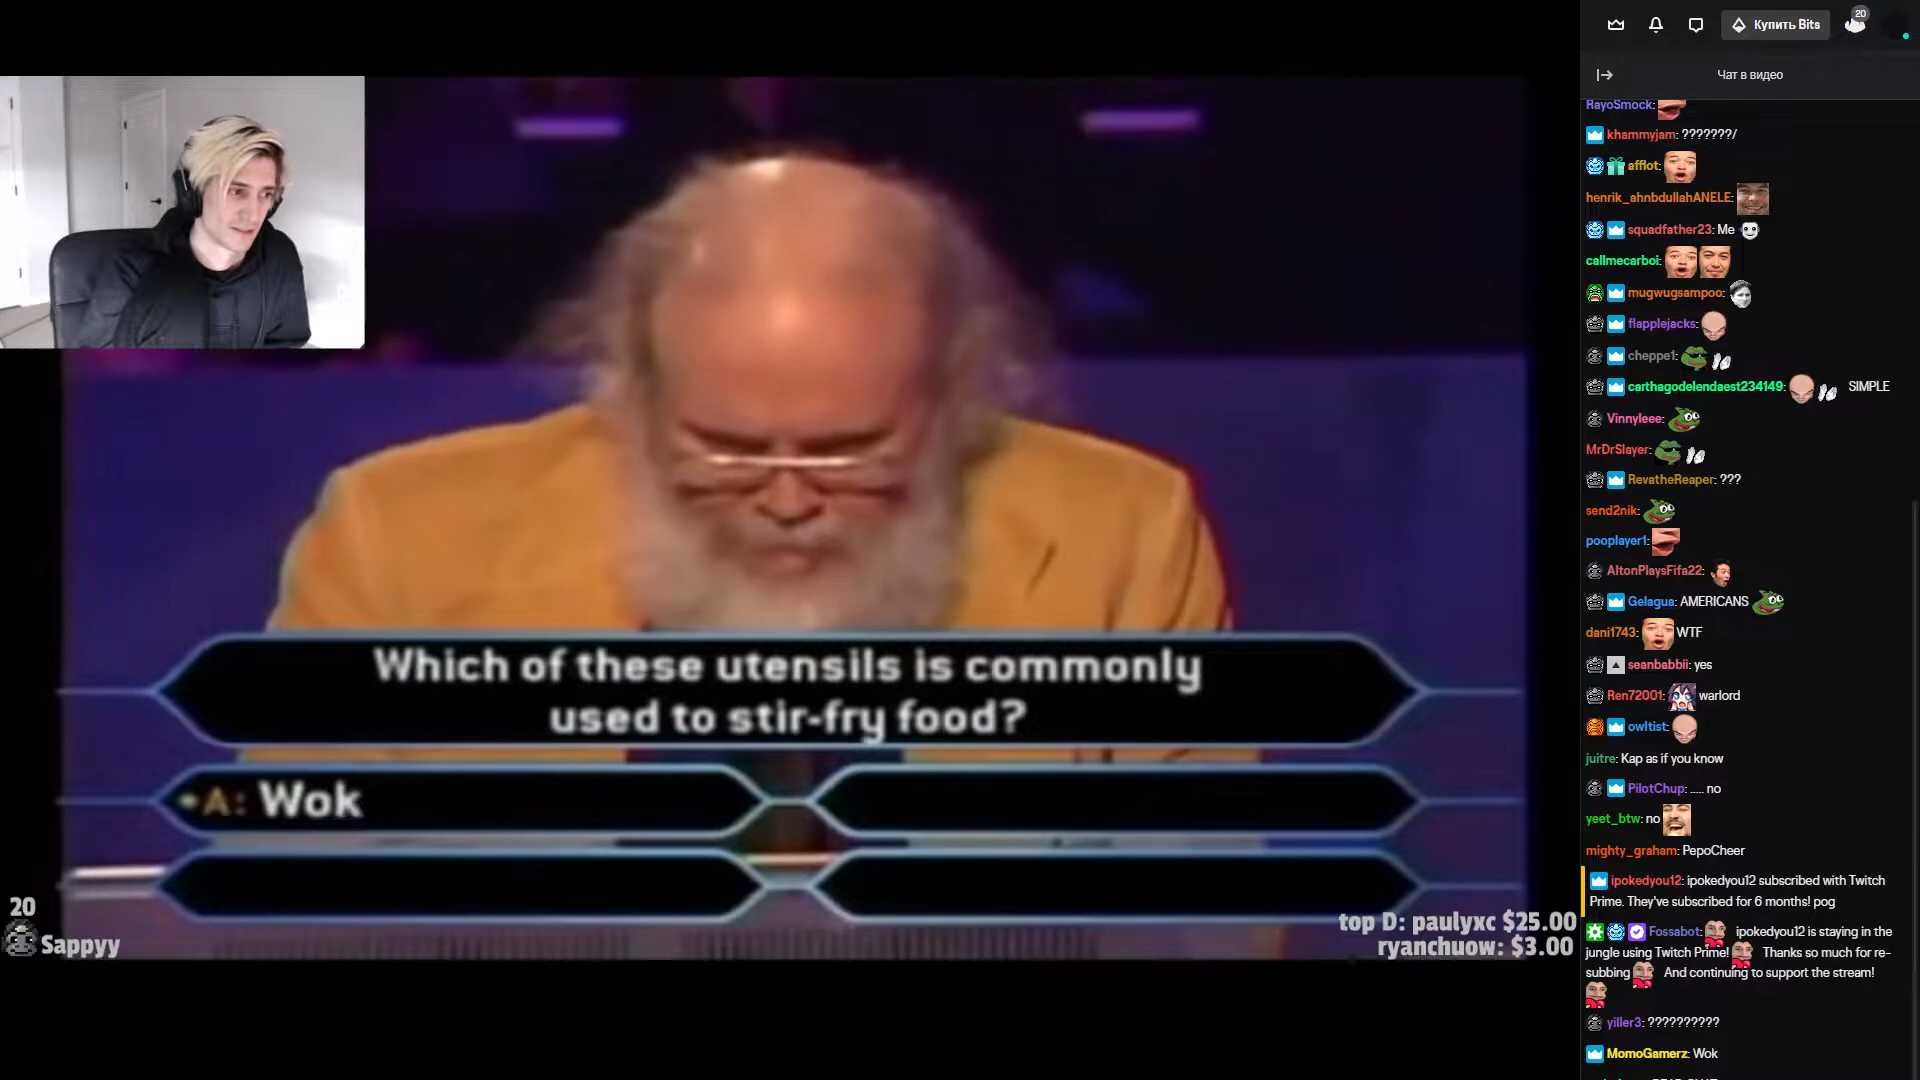 Which of these utensils is commonly
used to stir-fry food?
A: Wok
20
Sappyy
top D: paulyxc $25.00
ryanchuow: $3.00
20
Купить Bits
Чат в видео
RayoSmock:
khammyjam: ???????/
afflot:
henrik_ahnbdullahANELE:
squadfather23: Me
callmecarboi:
mugwugsampoo:
flapplejacks:
cheppe1:
carthagodelendaest234149: SIMPLE
Vinnyleee:
MrDrSlayer:
RevatheReaper: ???
send2nik:
pooplayer1:
AltonPlaysFifa22:
Gelagua: AMERICANS
dani1743: WTF
seanbabbii: yes
Ren72001: warlord
owltist:
juitre: Kap as if you know
PilotChup: ..... no
yeet_btw: no
mighty_graham: PepoCheer
ipokedyou12: ipokedyou12 subscribed with Twitch
Prime. They've subscribed for 6 months! pog
Fossabot: ipokedyou12 is staying in the
jungle using Twitch Prime! Thanks so much for re-
subbing And continuing to support the stream!
yiller3: ??????????
MomoGamerz: Wok